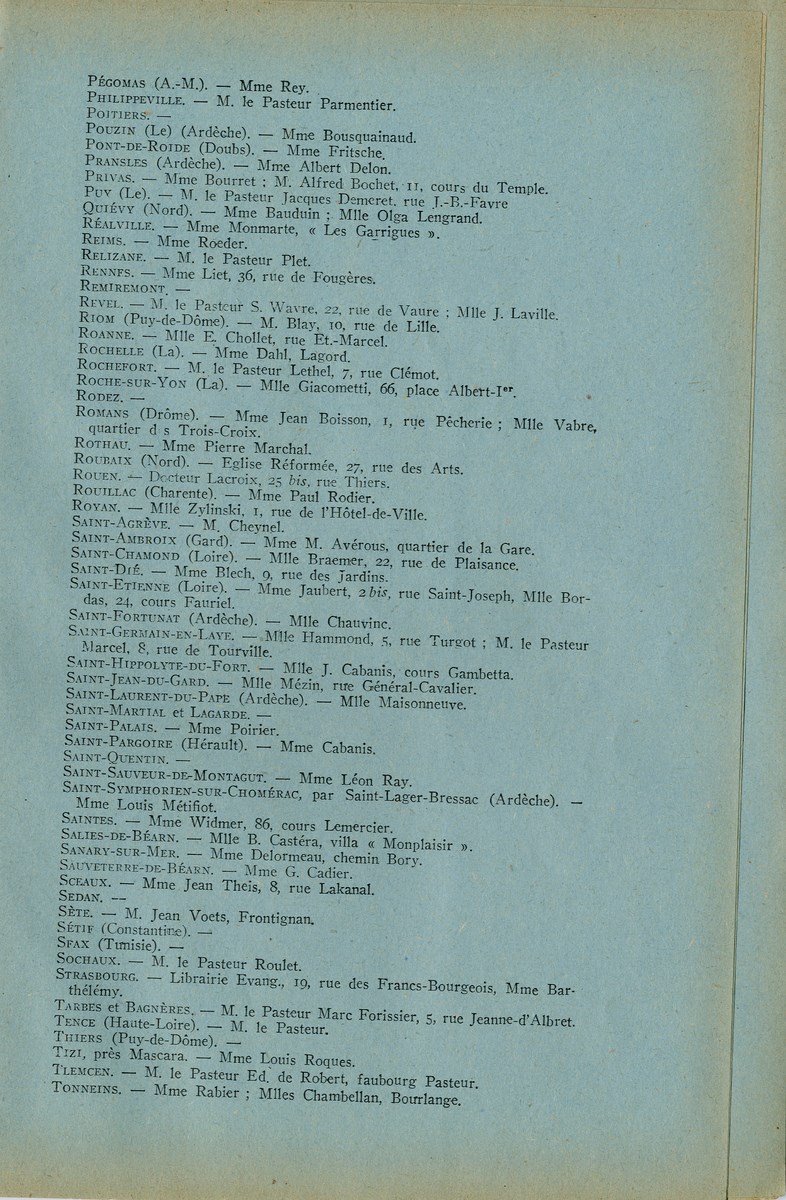 PÉGOMAS (A.-M.). — Mme Rey.
PHILIPPEVILLE. — M. le Pasteur Parmentier.
POITIERS. —
POUZIN (Le) (Ardèche). — Mme Bousquainaud.
PONT-DE-ROIDE (Doubs). — Mme Fritsche.
PRANSLES (Ardèche). — Mme Albert Delon.
PRIVAS. — Mme Bourret ; M. Alfred Bochet, 11, cours du Temple.
PUY (Le). — M. le Pasteur Jacques Demeret, rue J.-B.-Favre
QUIÉVY (Nord). — Mme Bauduin ; Mlle Olga Lengrand.
RÉALVILLE. — Mme Monmarte, « Les Garrigues ».
REIMS. — Mme Roeder.
RELIZANE. — M. le Pasteur Plet.
RENNES. — Mme Liet, 36, rue de Fougères.
REMIREMONT. —
REVEL. — M. le Pasteur S. Wavre, 22, rue de Vaure ; Mlle J. Laville.
RIOM (Puy-de-Dôme). — M. Blay, 10, rue de Lille.
ROANNE. — Mlle E. Chollet, rue Et.-Marcel.
ROCHELLE (La). — Mme Dahl, Lagord.
ROCHEFORT. — M. le Pasteur Lethel, 7, rue Clémot.
ROCHE-SUR-YON (La). — Mlle Giacometti, 66, place Albert-Ier.
RODEZ. —
ROMANS (Drôme). — Mme Jean Boisson, 1, rue Pêcherie ; Mlle Vabre,
quartier d s Trois-Croix.
ROTHAU. — Mme Pierre Marchal.
ROUBAIX (Nord). — Eglise Réformée, 27, rue des Arts.
ROUEN. — Docteur Lacroix, 25 bis, rue Thiers.
ROUILLAC (Charente). — Mme Paul Rodier.
ROYAN. — Mlle Zylinski, 1, rue de l'Hôtel-de-Ville.
SAINT-AGRÈVE. — M. Cheynel.
SAINT-AMBROIX (Gard). — Mme M. Avérous, quartier de la Gare.
SAINT-CHAMOND (Loire). — Mlle Braemer, 22, rue de Plaisance.
SAINT-DIÉ. — Mme Blech, 9, rue des Jardins.
SAINT-ETIENNE (Loire). — Mme Jaubert, 2 bis, rue Saint-Joseph, Mlle Bor-
das, 24, cours Fauriel.
SAINT-FORTUNAT (Ardèche). — Mlle Chauvinc.
SAINT-GERMAIN-EN-LAYE. — Mlle Hammond, 5, rue Turgot ; M. le Pasteur
Marcel, 8, rue de Tourville.
SAINT-HIPPOLYTE-DU-FORT. — Mlle J. Cabanis, cours Gambetta.
SAINT-JEAN-DU-GARD. — Mlle Mézin, rue Général-Cavalier.
SAINT-LAURENT-DU-PAPE (Ardèche). — Mlle Maisonneuve.
SAINT-MARTIAL et LAGARDE. —
SAINT-PALAIS. — Mme Poirier.
SAINT-PARGOIRE (Hérault). — Mme Cabanis.
SAINT-QUENTIN. —
SAINT-SAUVEUR-DE-MONTAGUT. — Mme Léon Ray.
SAINT-SYMPHORIEN-SUR-CHOMÉRAC, par Saint-Lager-Bressac (Ardèche). —
Mme Louis Métifiot.
SAINTES. — Mme Widmer, 86, cours Lemercier.
SALIES-DE-BÉARN. — Mlle B. Castéra, villa « Monplaisir ».
SANARY-SUR-MER. — Mme Delormeau, chemin Bory.
SAUVETERRE-DE-BÉARN. — Mme G. Cadier.
SCEAUX. — Mme Jean Theis, 8, rue Lakanal.
SEDAN. —
SÈTE. — M. Jean Voets, Frontignan.
SÉTIF (Constantine). —
SFAX (Tunisie). —
SOCHAUX. — M. le Pasteur Roulet.
STRASBOURG. — Librairie Evang., 19, rue des Francs-Bourgeois, Mme Bar-
thélémy.
TARBES et BAGNÈRES. — M. le Pasteur Marc Forissier, 5, rue Jeanne-d'Albret.
TENCE (Haute-Loire). — M. le Pasteur.
THIERS (Puy-de-Dôme). —
TIZI, près Mascara. — Mme Louis Roques.
TLEMCEN. — M. le Pasteur Ed. de Robert, faubourg Pasteur.
TONNEINS. — Mme Rabier ; Mlles Chambellan, Bourlange.